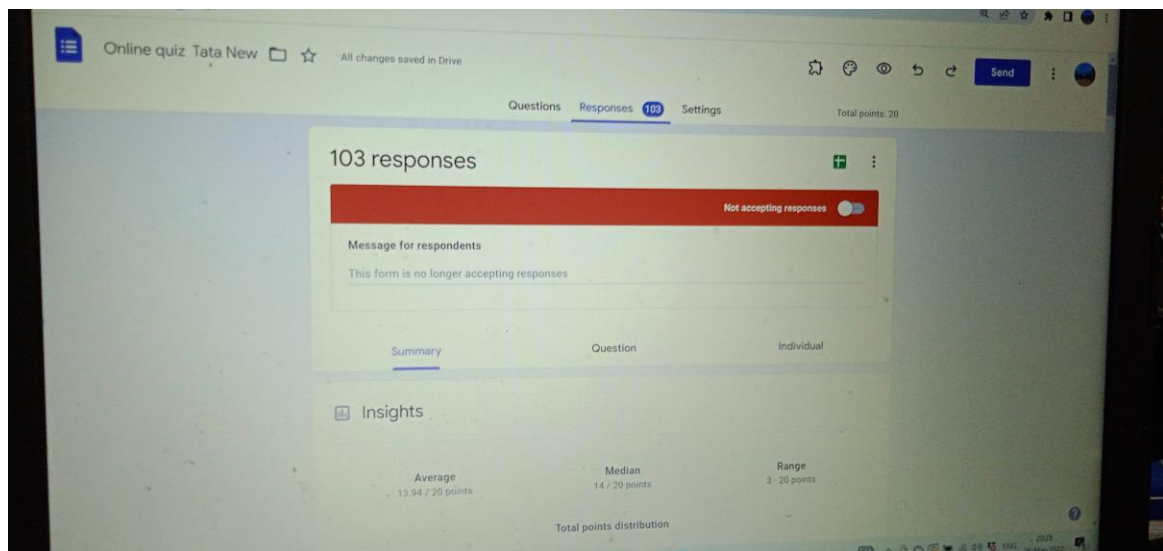 Online quiz Tata New All changes saved in Drive
Send
Questions Responses 103 Settings Total points: 20
103 responses
Not accepting responses
Message for respondents
This form is no longer accepting responses
Summary Question Individual
Insights
Average Median Range
13.94 / 20 points 14 / 20 points 3 - 20 points
Total points distribution
ENG